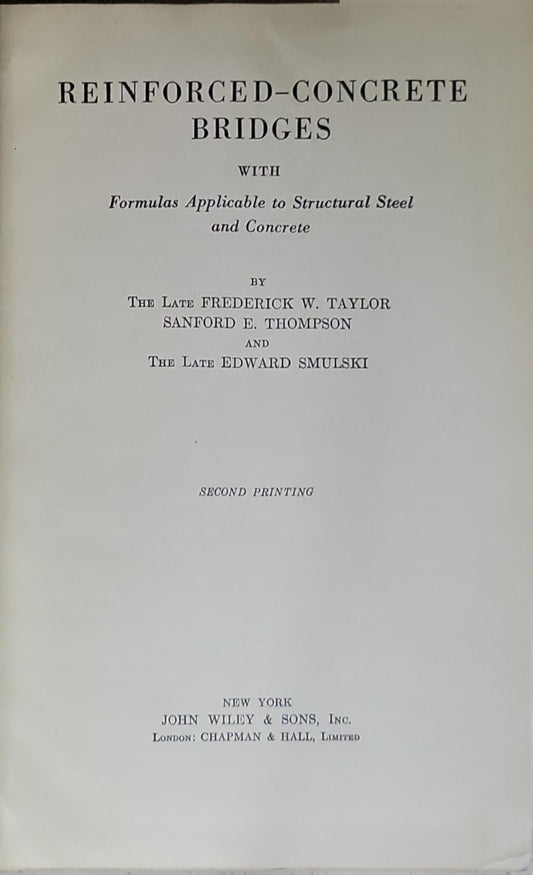 REINFORCED-CONCRETE
BRIDGES
WITH
Formulas Applicable to Structural Steel
and Concrete
BY
The Late FREDERICK W. TAYLOR
SANFORD E. THOMPSON
AND
The Late EDWARD SMULSKI
SECOND PRINTING
NEW YORK
JOHN WILEY & SONS, Inc.
London: CHAPMAN & HALL, Limited